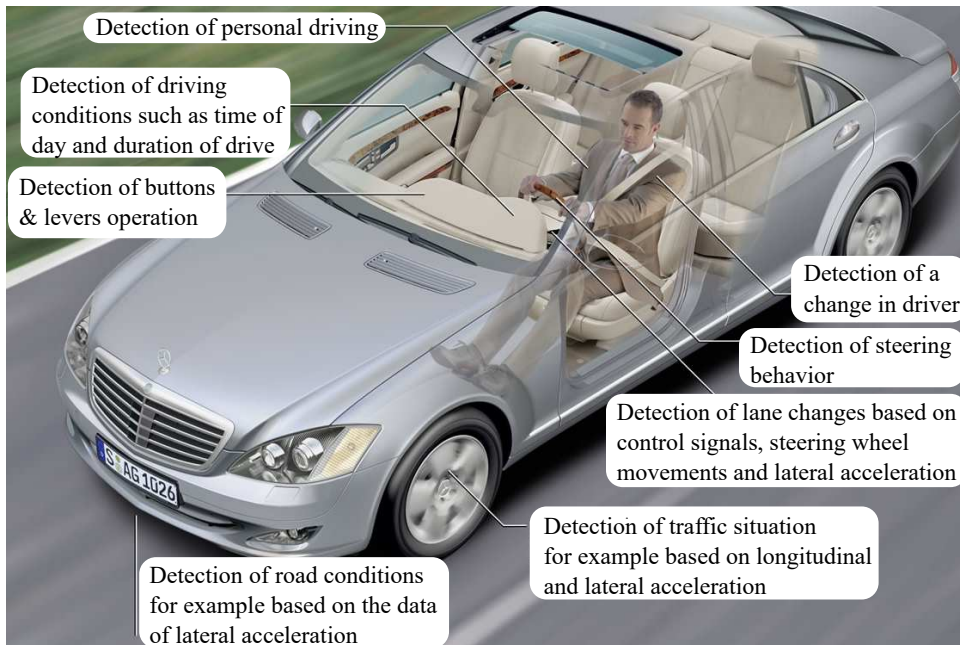 Detection of personal driving
Detection of driving
conditions such as time of
day and duration of drive
Detection of buttons
& levers operation
Detection of a
change in driver
Detection of steering
behavior
Detection of lane changes based on
control signals, steering wheel
movements and lateral acceleration
S AG 1026
Detection of traffic situation
for example based on longitudinal
and lateral acceleration
Detection of road conditions
for example based on the data
of lateral acceleration